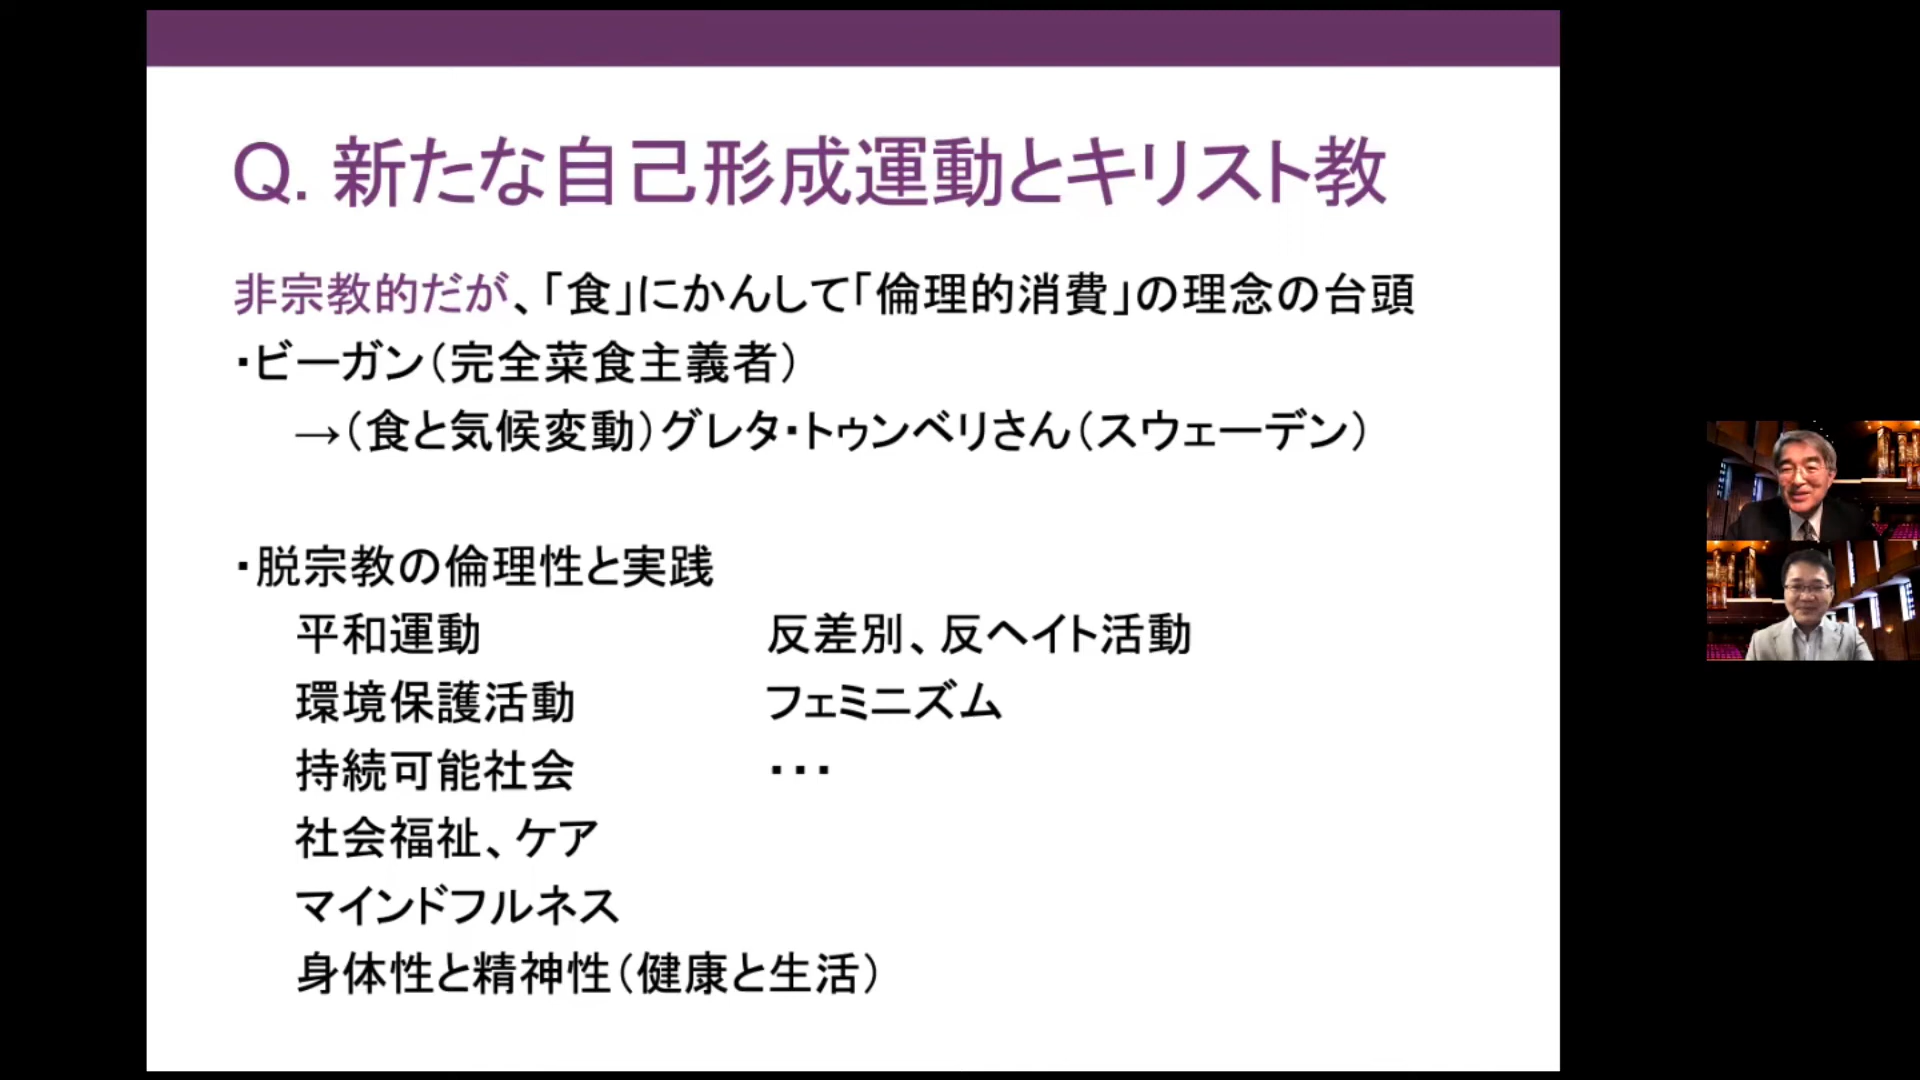 Q. 新たな自己形成運動とキリスト教
非宗教的だが、「食」にかんして「倫理的消費」の理念の台頭
・ビーガン（完全菜食主義者）
→（食と気候変動）グレタ・トゥンベリさん（スウェーデン）
・脱宗教の倫理性と実践
平和運動
環境保護活動
持続可能社会
社会福祉、ケア
マインドフルネス
身体性と精神性（健康と生活）
反差別、反ヘイト活動
フェミニズム
・・・